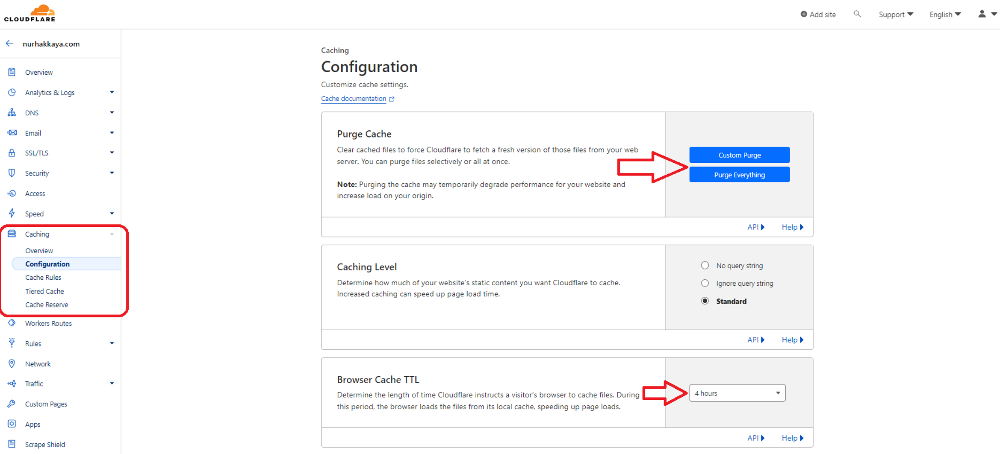 CLOUDFLARE
Add site
Support
English
nurhakkaya.com
Overview
Analytics & Logs
DNS
Email
SSL/TLS
Security
Access
Speed
Caching
Overview
Configuration
Cache Rules
Tiered Cache
Cache Reserve
Workers Routes
Rules
Network
Traffic
Custom Pages
Apps
Scrape Shield
Caching
Configuration
Customize cache settings.
Cache documentation
Purge Cache
Clear cached files to force Cloudflare to fetch a fresh version of those files from your web
server. You can purge files selectively or all at once.
Note: Purging the cache may temporarily degrade performance for your website and
increase load on your origin.
Custom Purge
Purge Everything
API
Help
Caching Level
Determine how much of your website's static content you want Cloudflare to cache.
Increased caching can speed up page load time.
No query string
Ignore query string
Standard
API
Help
Browser Cache TTL
Determine the length of time Cloudflare instructs a visitor's browser to cache files. During
this period, the browser loads the files from its local cache, speeding up page loads.
4 hours
API
Help